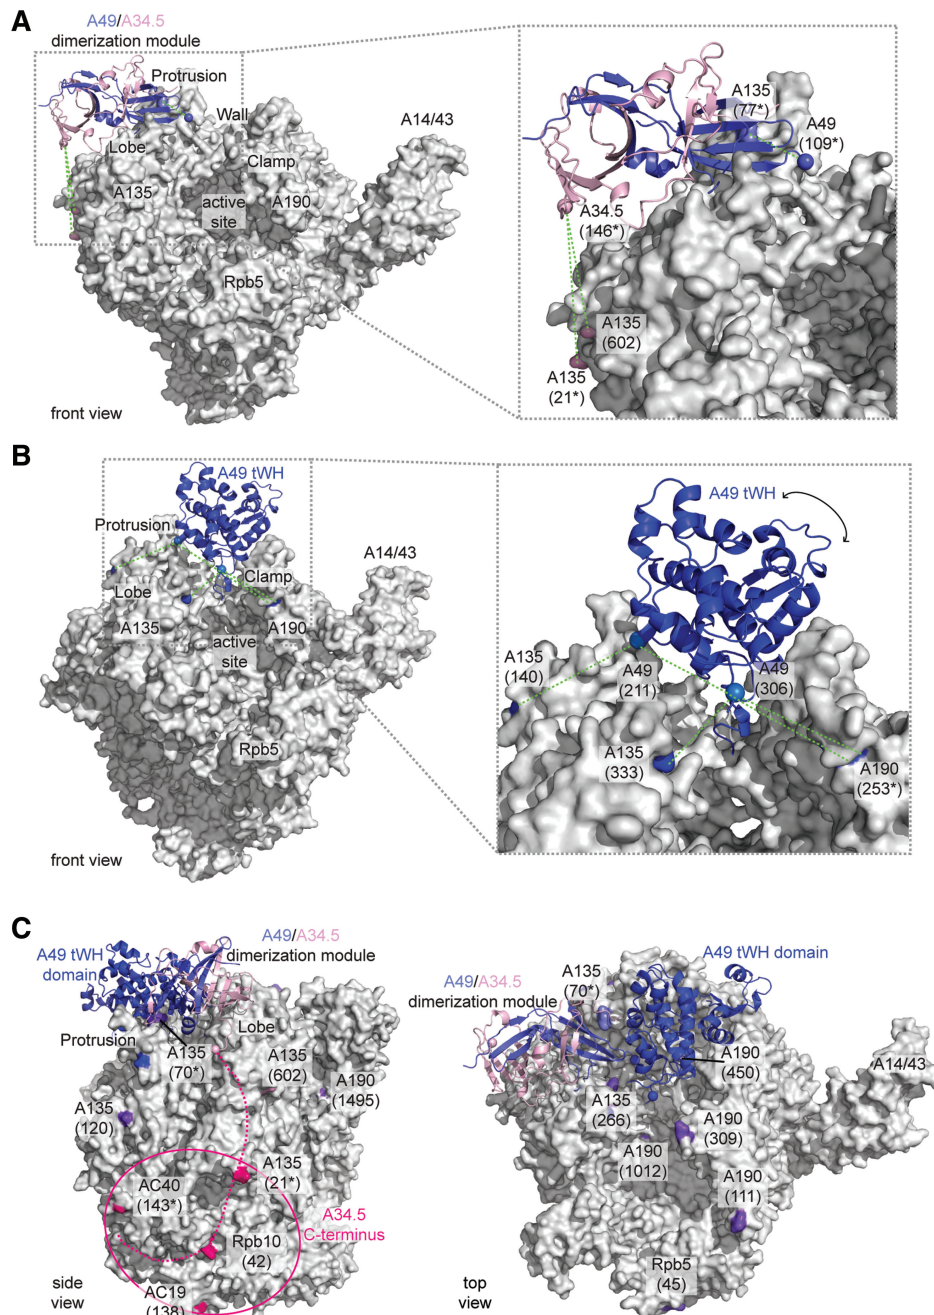 A
A49/A34.5
dimerization module
Protrusion
Wall
Lobe
Clamp
A14/43
A135
active
site
A190
Rpb5
front view
A135
(77*)
A49
(109*)
A34.5
(146*)
A135
(602)
A135
(21*)
B
A49 tWH
Protrusion
A14/43
Lobe
Clamp
A135
active
site
A190
Rpb5
front view
A49 tWH
A135
(140)
A49
(211)
A49
(306)
A135
(333)
A190
(253*)
C
A49 tWH
domain
A49/A34.5
dimerization module
Protrusion
Lobe
A135
(70*)
A135
(602)
A190
(1495)
A135
(120)
AC40
(143*)
A135
(21*)
A34.5
C-terminus
Rpb10
(42)
AC19
(138)
side
view
A49 tWH domain
A49/A34.5
dimerization module
A135
(70*)
A190
(450)
A14/43
A135
(266)
A190
(309)
A190
(1012)
A190
(111)
Rpb5
(45)
top
view